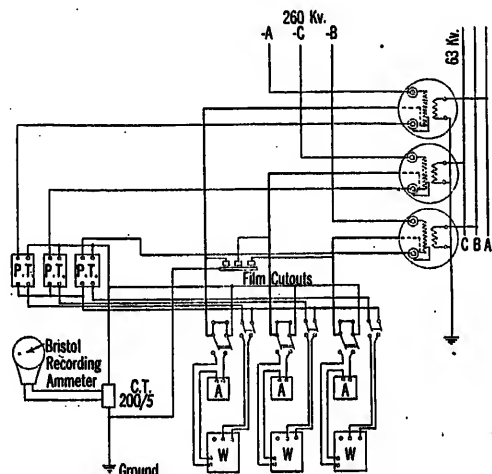 260 Kv.
-A -C -B
63 Kv.
C B A
P.T. P.T. P.T.
Film Cutouts
Bristol
Recording
Ammeter
C.T.
200/5
A A A
W W W
Ground